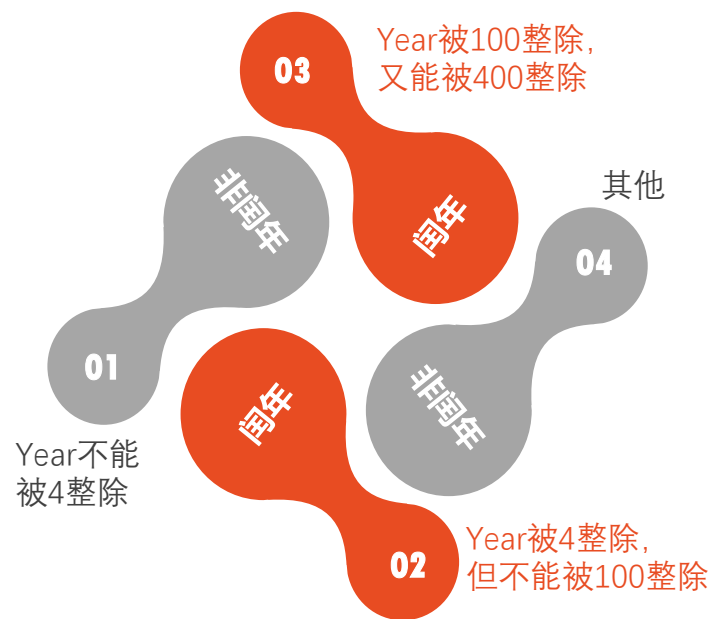 03
Year被100整除，
又能被400整除
非闰年
闰年
其他
04
01
闰年
非闰年
Year不能
被4整除
02
Year被4整除，
但不能被100整除